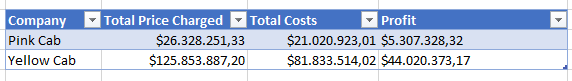 Company Total Price Charged Total Costs Profit
Pink Cab $26.328.251,33 $21.020.923,01 $5.307.328,32
Yellow Cab $125.853.887,20 $81.833.514,02 $44.020.373,17